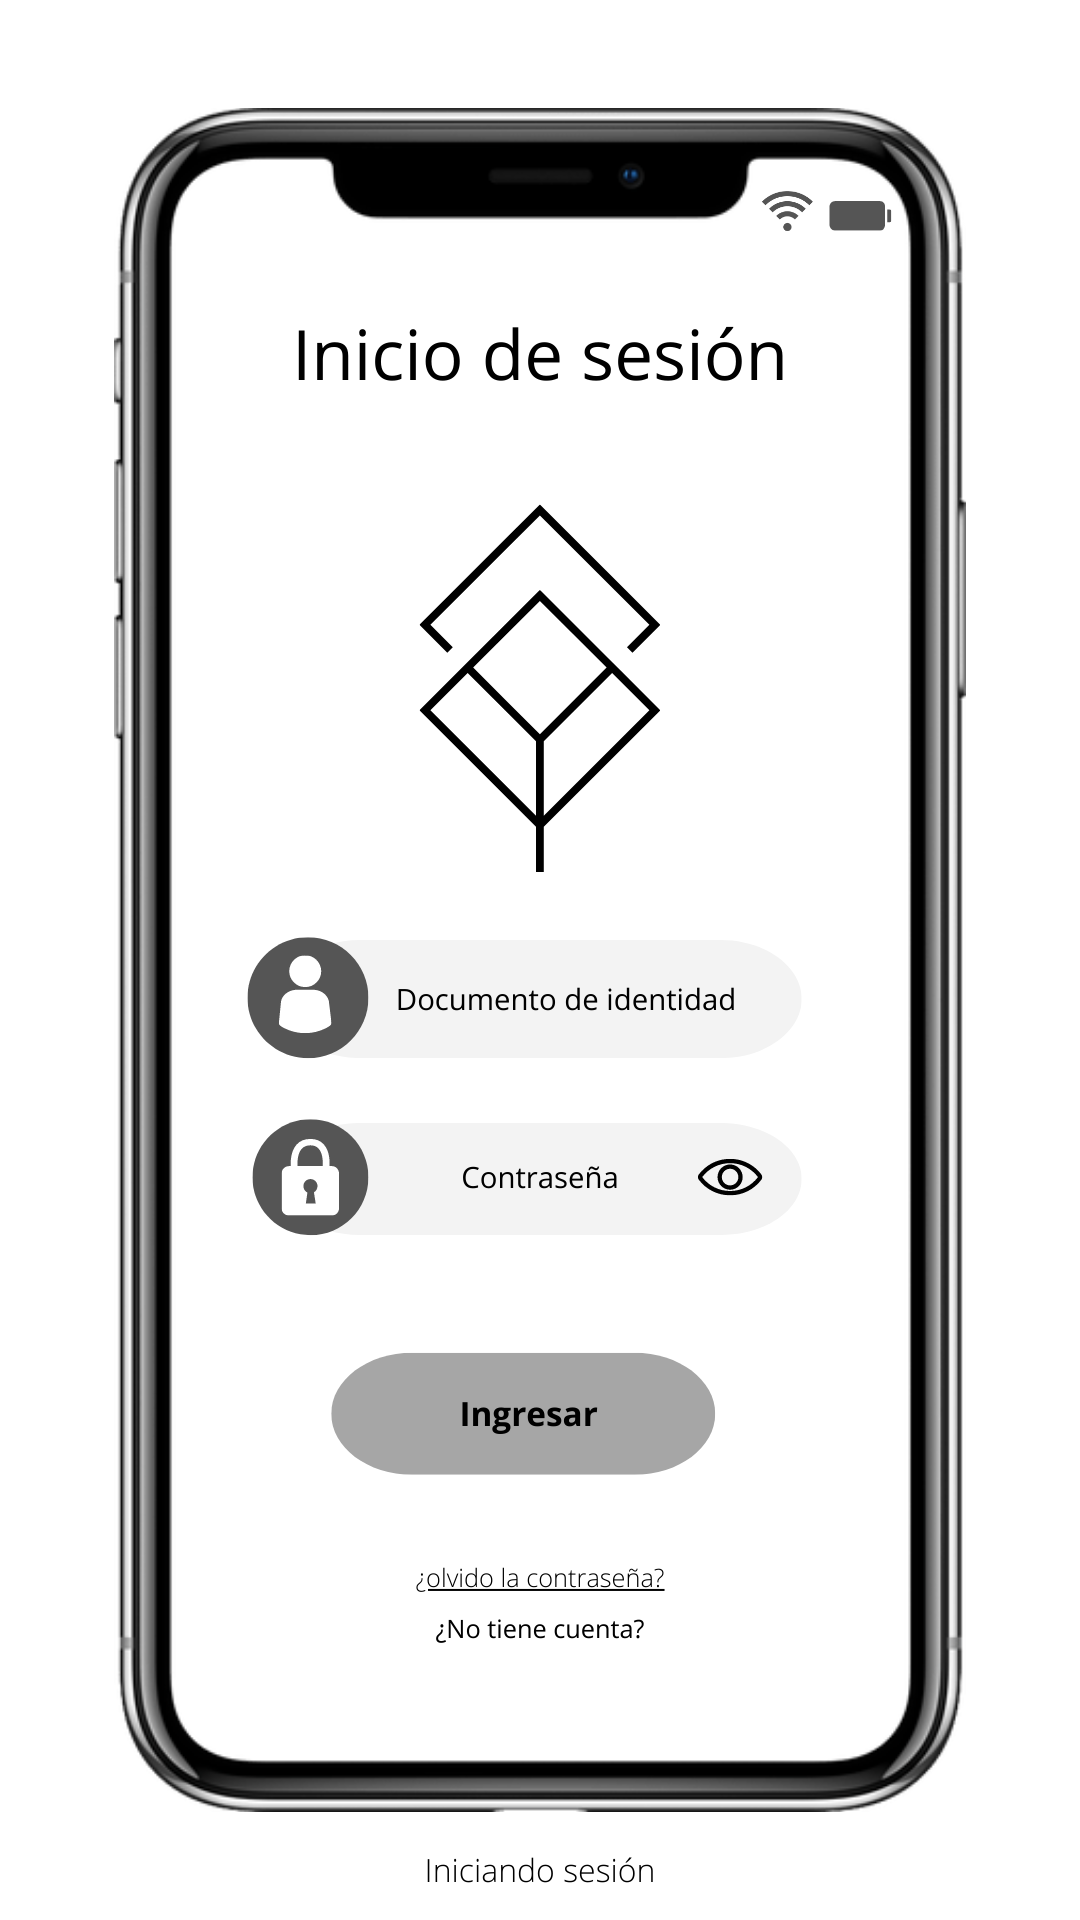 Inicio de sesión
Documento de identidad
Contraseña
Ingresar
¿olvido la contraseña?
¿No tiene cuenta?
Iniciando sesión